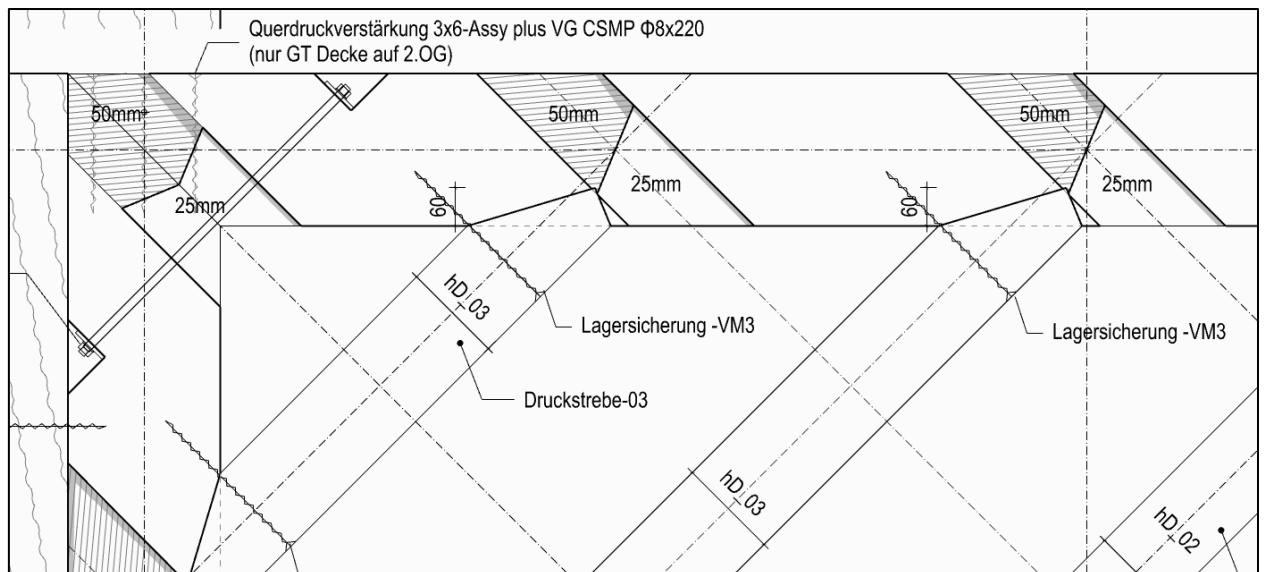 Querdruckverstärkung 3x6-Assy plus VG CSMP Φ8x220
(nur GT Decke auf 2.OG)
50mm
50mm
50mm
25mm
25mm
25mm
60
60
hD_03
Lagersicherung -VM3
Lagersicherung -VM3
Druckstrebe-03
hD_03
hD_02